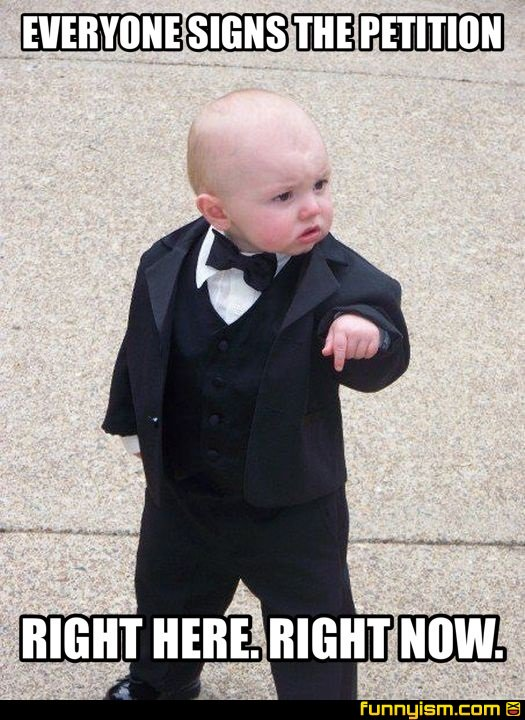 EVERYONE SIGNS THE PETITION
RIGHT HERE. RIGHT NOW.
funnyism.com